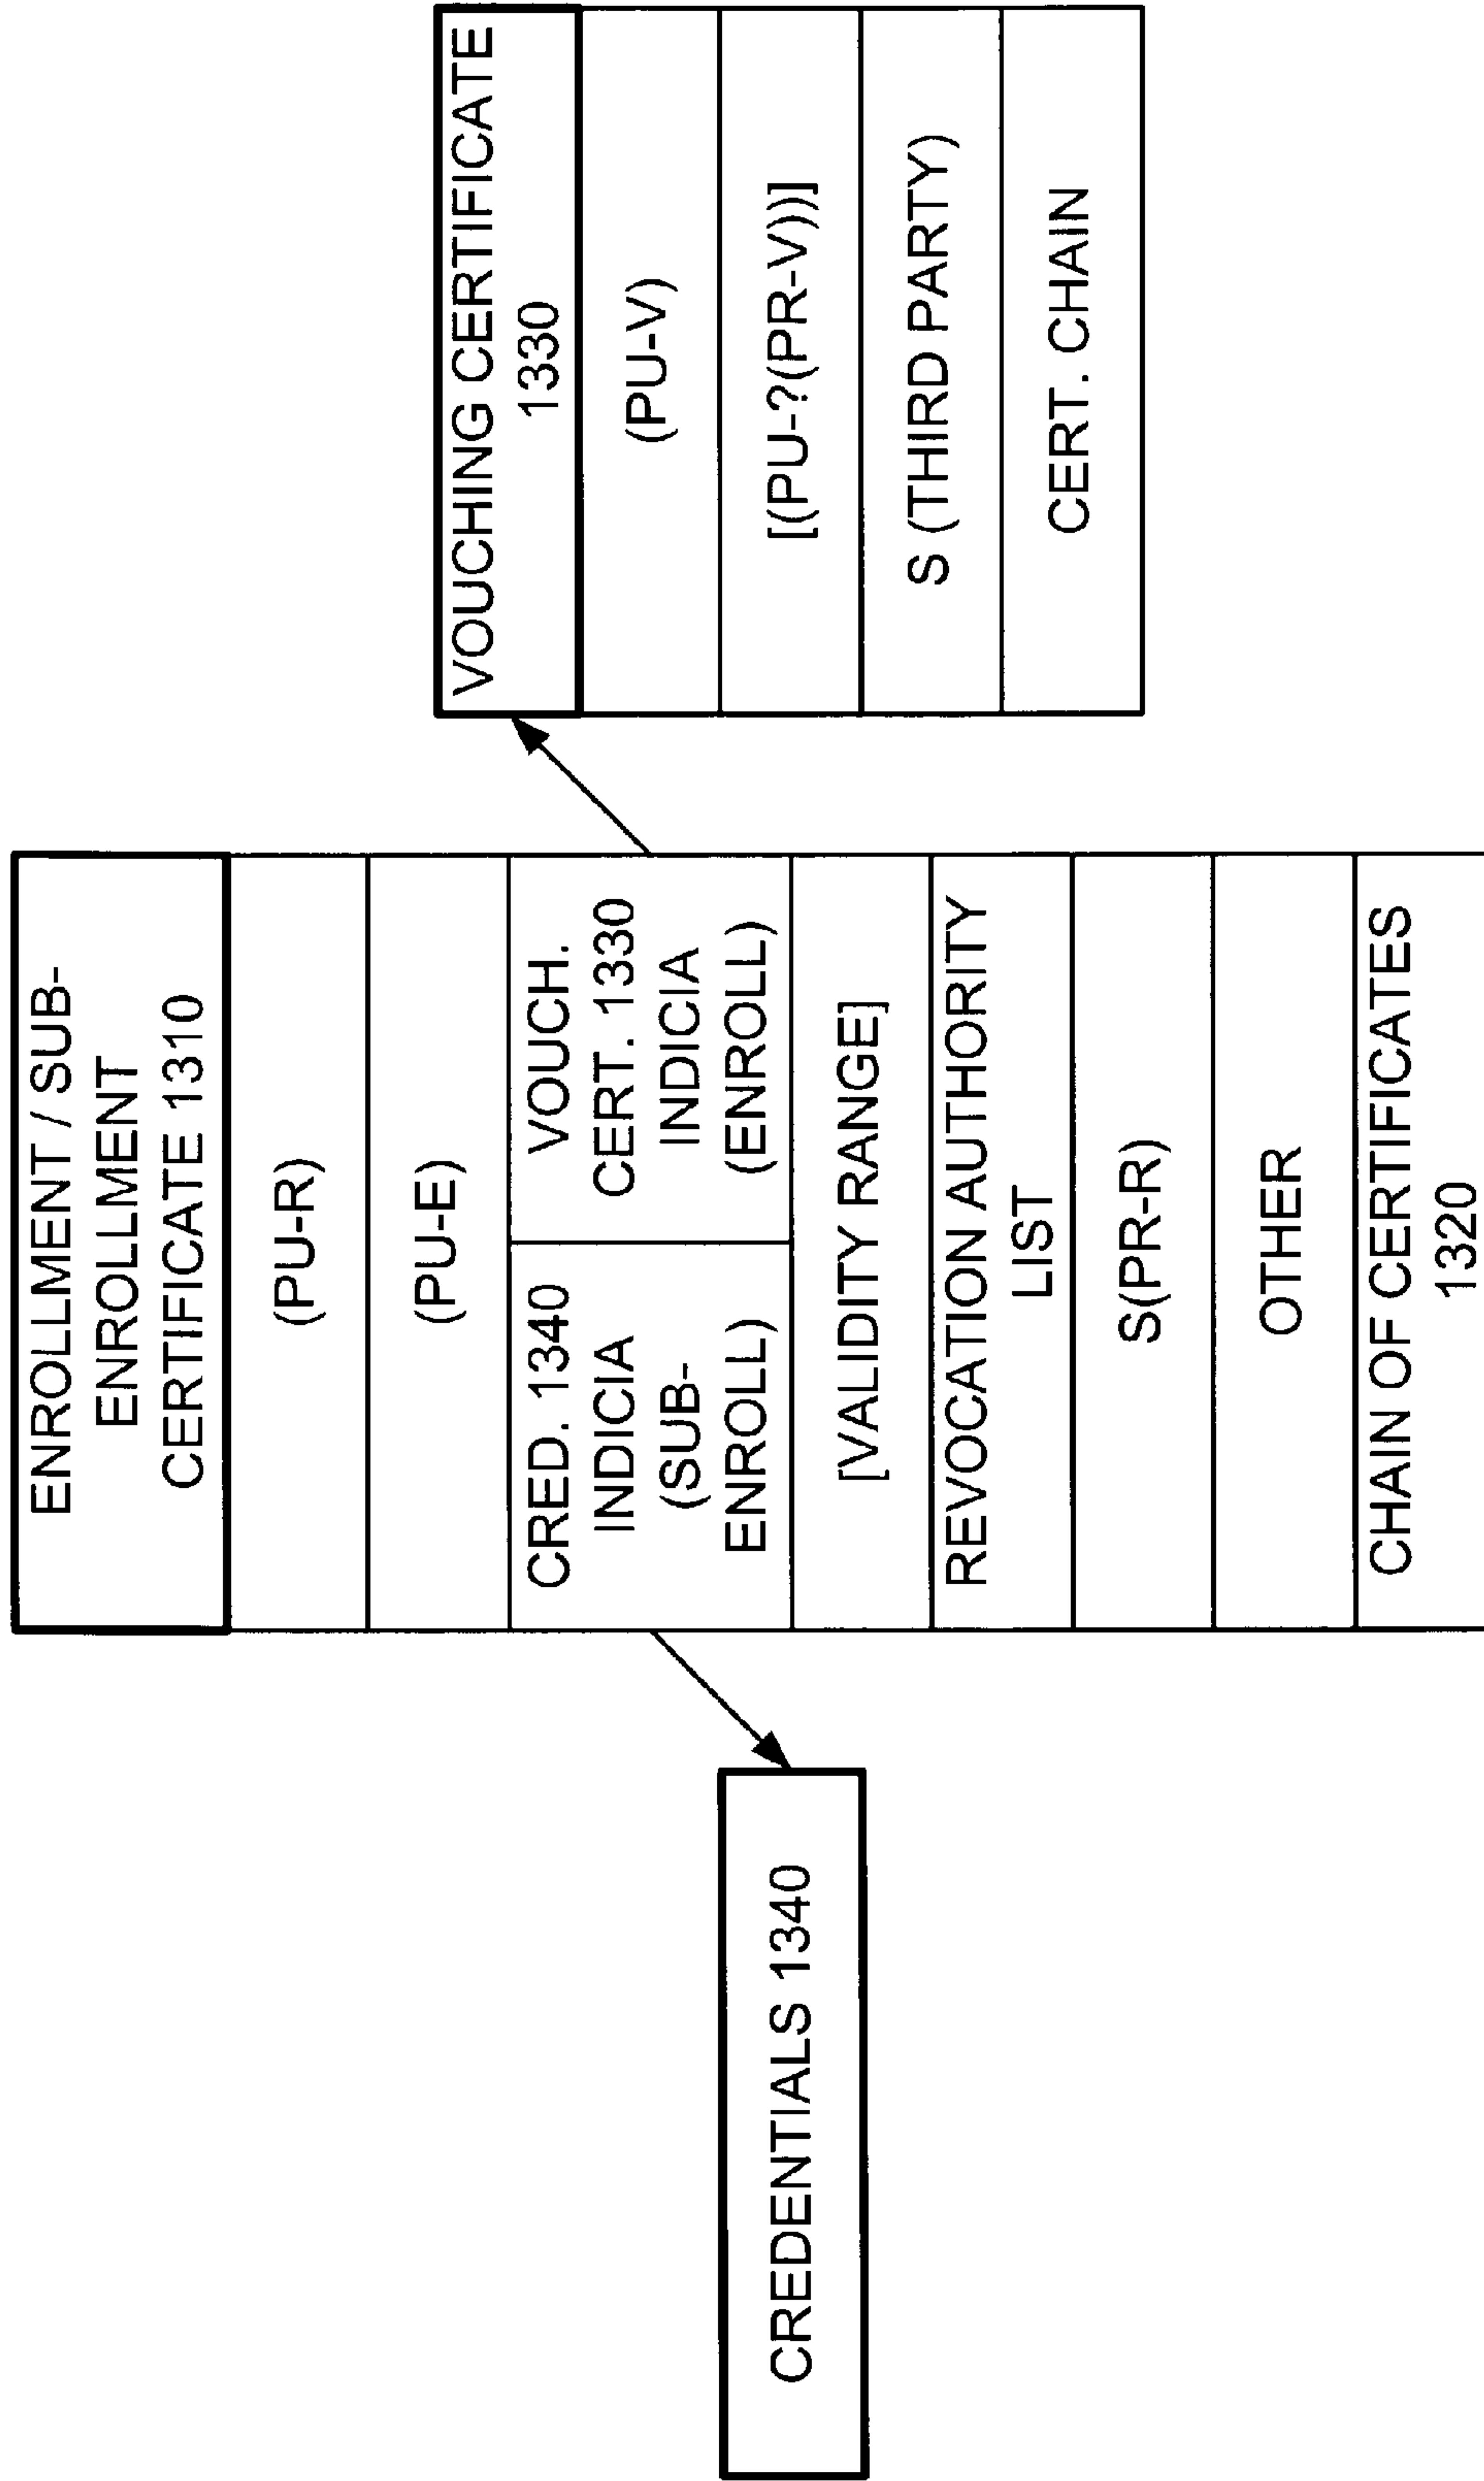 ENROLLMENT / SUB-
ENROLLMENT
CERTIFICATE 1310
(PU-R)
(PU-E)
CRED. 1340
INDICIA
(SUB-
ENROLL)
VOUCH.
CERT. 1330
INDICIA
(ENROLL)
[VALIDITY RANGE]
REVOCATION AUTHORITY
LIST
S(PR-R)
OTHER
CHAIN OF CERTIFICATES
1320
CREDENTIALS 1340
VOUCHING CERTIFICATE
1330
(PU-V)
[(PU-?(PR-V))]
S (THIRD PARTY)
CERT. CHAIN